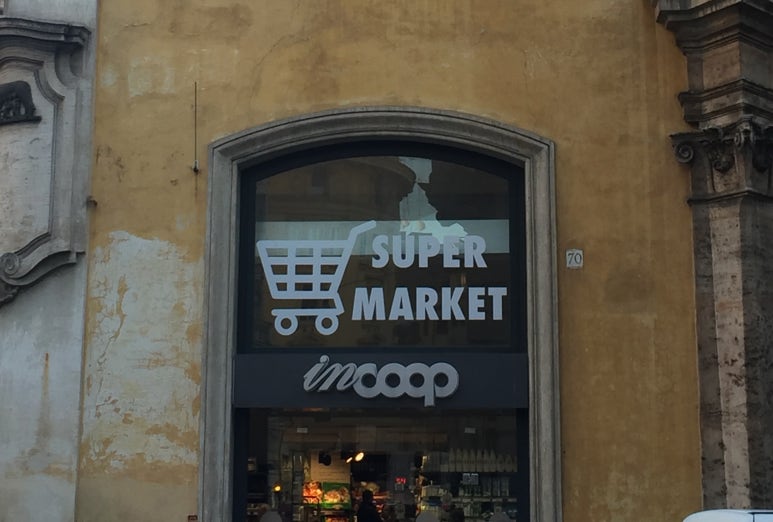 SUPER
MARKET
70
incoop